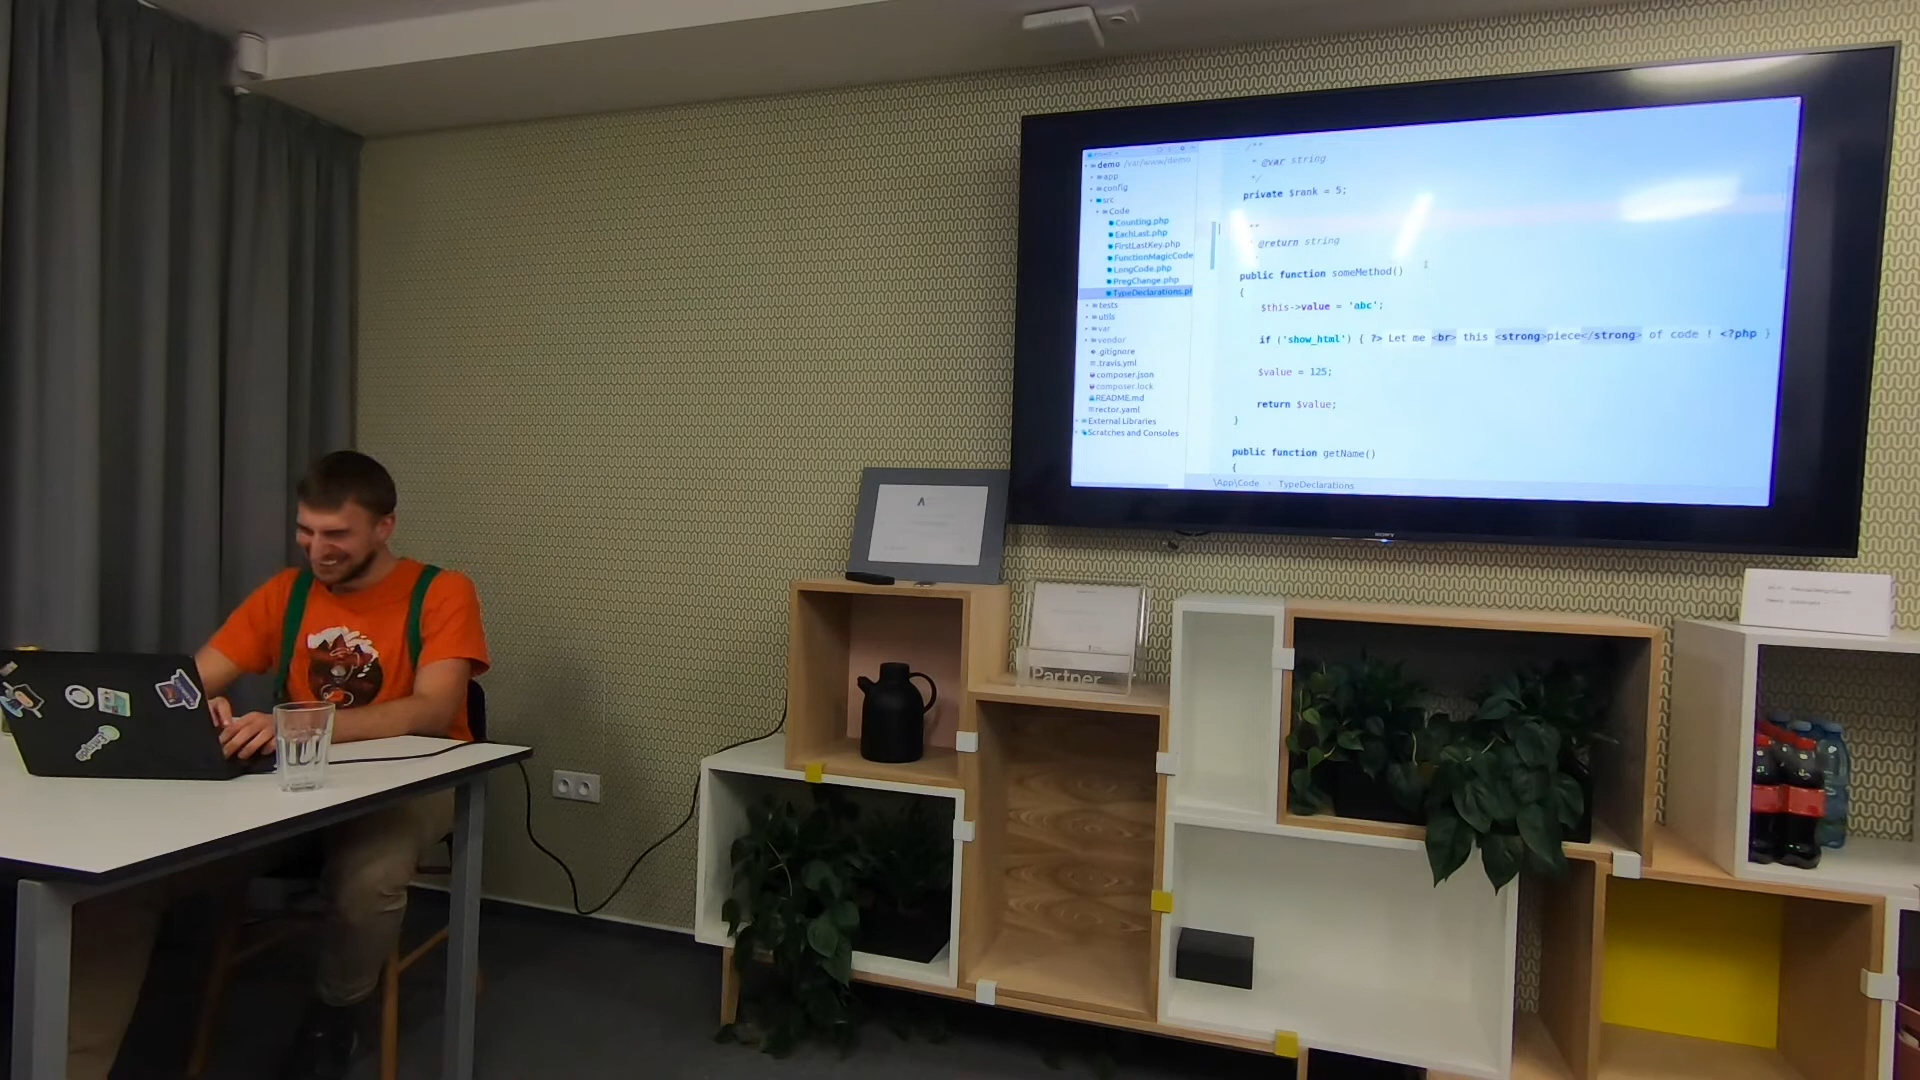 demo /var/www/demo
app
config
src
Code
Counting.php
EachLast.php
FirstLastKey.php
FunctionMagicCode
LongCode.php
PregChange.php
TypeDeclarations.p
tests
utils
var
vendor
.gitignore
.travis.yml
composer.json
composer.lock
README.md
rector.yaml
External Libraries
Scratches and Consoles
/**
* @var string
*/
private $rank = 5;
**
@return string
public function someMethod()
{
$this->value = 'abc';
if ('show_html') { ?> Let me <br> this <strong>piece</strong> of code ! <?php }
$value = 125;
return $value;
}
public function getName()
{
\App\Code › TypeDeclarations
SONY
A
Partner